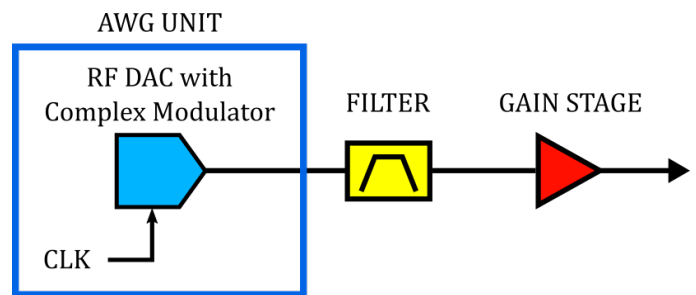 AWG UNIT
RF DAC with
Complex Modulator
FILTER
GAIN STAGE
CLK